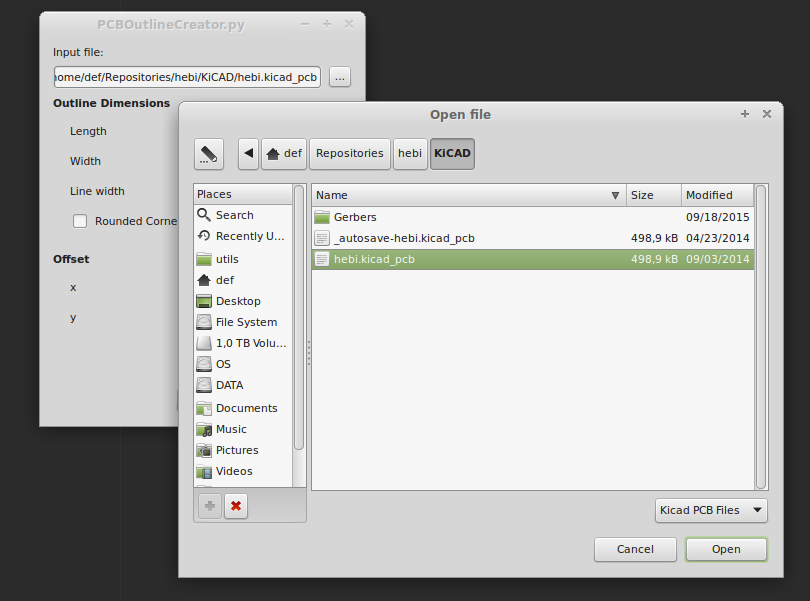 PCBOutlineCreator.py
Input file:
home/def/Repositories/hebi/KiCAD/hebi.kicad_pcb
...
Outline Dimensions
Length
Width
Line width
Rounded Corne
Offset
x
y
Open file
def
Repositories
hebi
KiCAD
Places
Search
Recently U...
utils
def
Desktop
File System
1,0 TB Volu...
OS
DATA
Documents
Music
Pictures
Videos
Name Size Modified
Gerbers 09/18/2015
_autosave-hebi.kicad_pcb 498,9 kB 04/23/2014
hebi.kicad_pcb 498,9 kB 09/03/2014
Kicad PCB Files
Cancel
Open